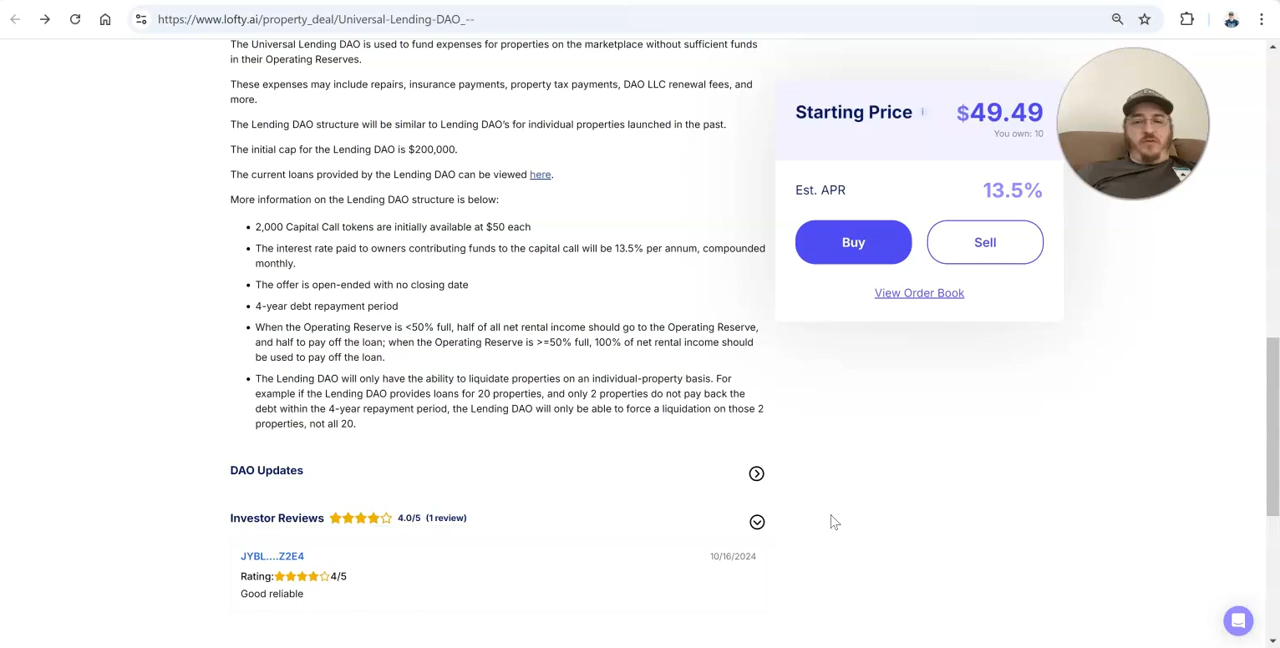 https://www.lofty.ai/property_deal/Universal-Lending-DAO_--
The Universal Lending DAO is used to fund expenses for properties on the marketplace without sufficient funds
in their Operating Reserves.
These expenses may include repairs, insurance payments, property tax payments, DAO LLC renewal fees, and
more.
The Lending DAO structure will be similar to Lending DAO's for individual properties launched in the past.
The initial cap for the Lending DAO is $200,000.
The current loans provided by the Lending DAO can be viewed here.
More information on the Lending DAO structure is below:
• 2,000 Capital Call tokens are initially available at $50 each
• The interest rate paid to owners contributing funds to the capital call will be 13.5% per annum, compounded
monthly.
• The offer is open-ended with no closing date
• 4-year debt repayment period
• When the Operating Reserve is <50% full, half of all net rental income should go to the Operating Reserve,
and half to pay off the loan; when the Operating Reserve is >=50% full, 100% of net rental income should
be used to pay off the loan.
• The Lending DAO will only have the ability to liquidate properties on an individual-property basis. For
example if the Lending DAO provides loans for 20 properties, and only 2 properties do not pay back the
debt within the 4-year repayment period, the Lending DAO will only be able to force a liquidation on those 2
properties, not all 20.
DAO Updates
Investor Reviews 4.0/5 (1 review)
JYBL....Z2E4 10/16/2024
Rating: 4/5
Good reliable
Starting Price i $49.49
You own: 10
Est. APR 13.5%
Buy Sell
View Order Book